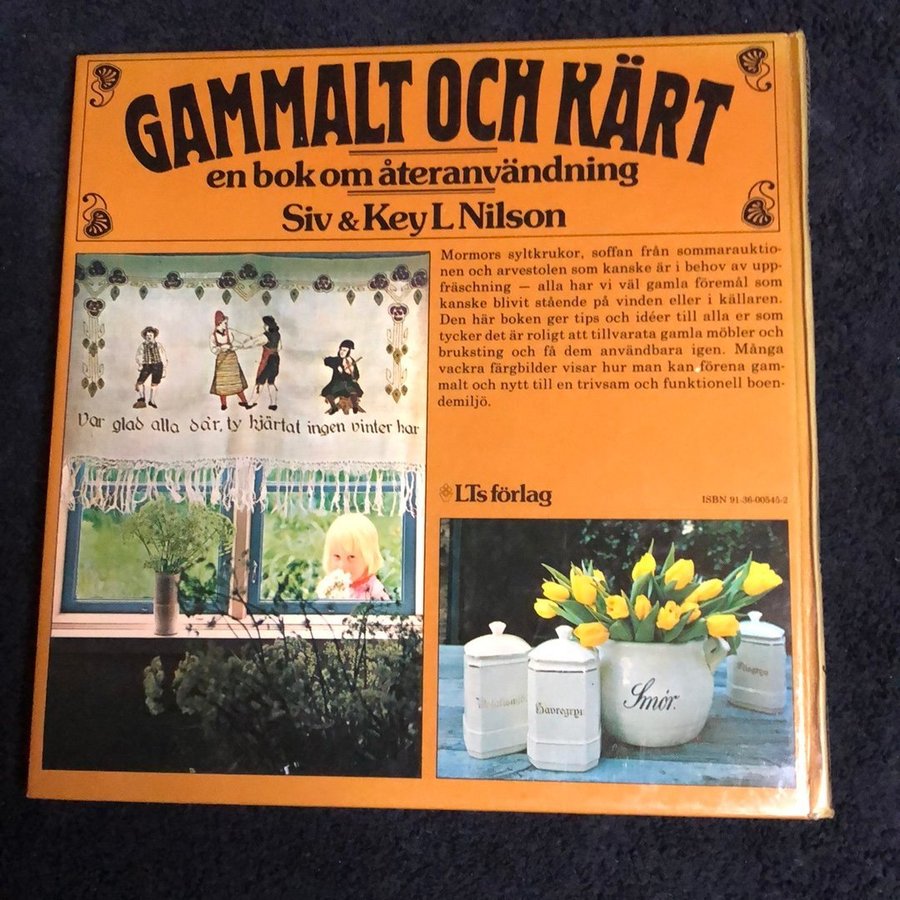 GAMMALT OCH KÄRT
en bok om återanvändning
Siv & Key L Nilson
Mormors syltkrukor, soffan från sommarauktio-
nen och arvestolen som kanske är i behov av upp-
fräschning — alla har vi väl gamla föremål som
kanske blivit stående på vinden eller i källaren.
Den här boken ger tips och idéer till alla er som
tycker det är roligt att tillvarata gamla möbler och
bruksting och få dem användbara igen. Många
vackra färgbilder visar hur man kan förena gam-
malt och nytt till en trivsam och funktionell boen-
demiljö.
Var glad alla dar, ty hjärtat ingen vinter har
LTs förlag
ISBN 91-36-00545-2
Havregryn
Smör.